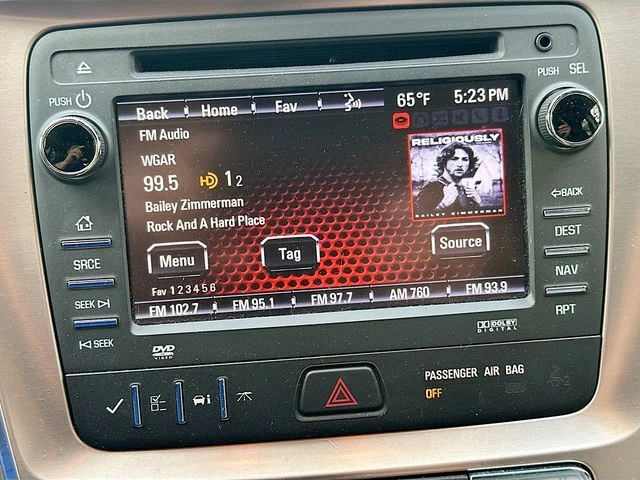 PUSH
PUSH SEL
Back Home Fav
65°F 5:23 PM
FM Audio
WGAR
99.5 HD 1 2
Bailey Zimmerman
Rock And A Hard Place
RELIGIOUSLY
BAILEY ZIMMERMAN
Menu Tag Source
Fav 1 2 3 4 5 6
FM 102.7 FM 95.1 FM 97.7 AM 760 FM 93.9
SRCE
SEEK
SEEK
BACK
DEST
NAV
RPT
DVD
VIDEO
DOLBY
DIGITAL
i
PASSENGER AIR BAG
OFF